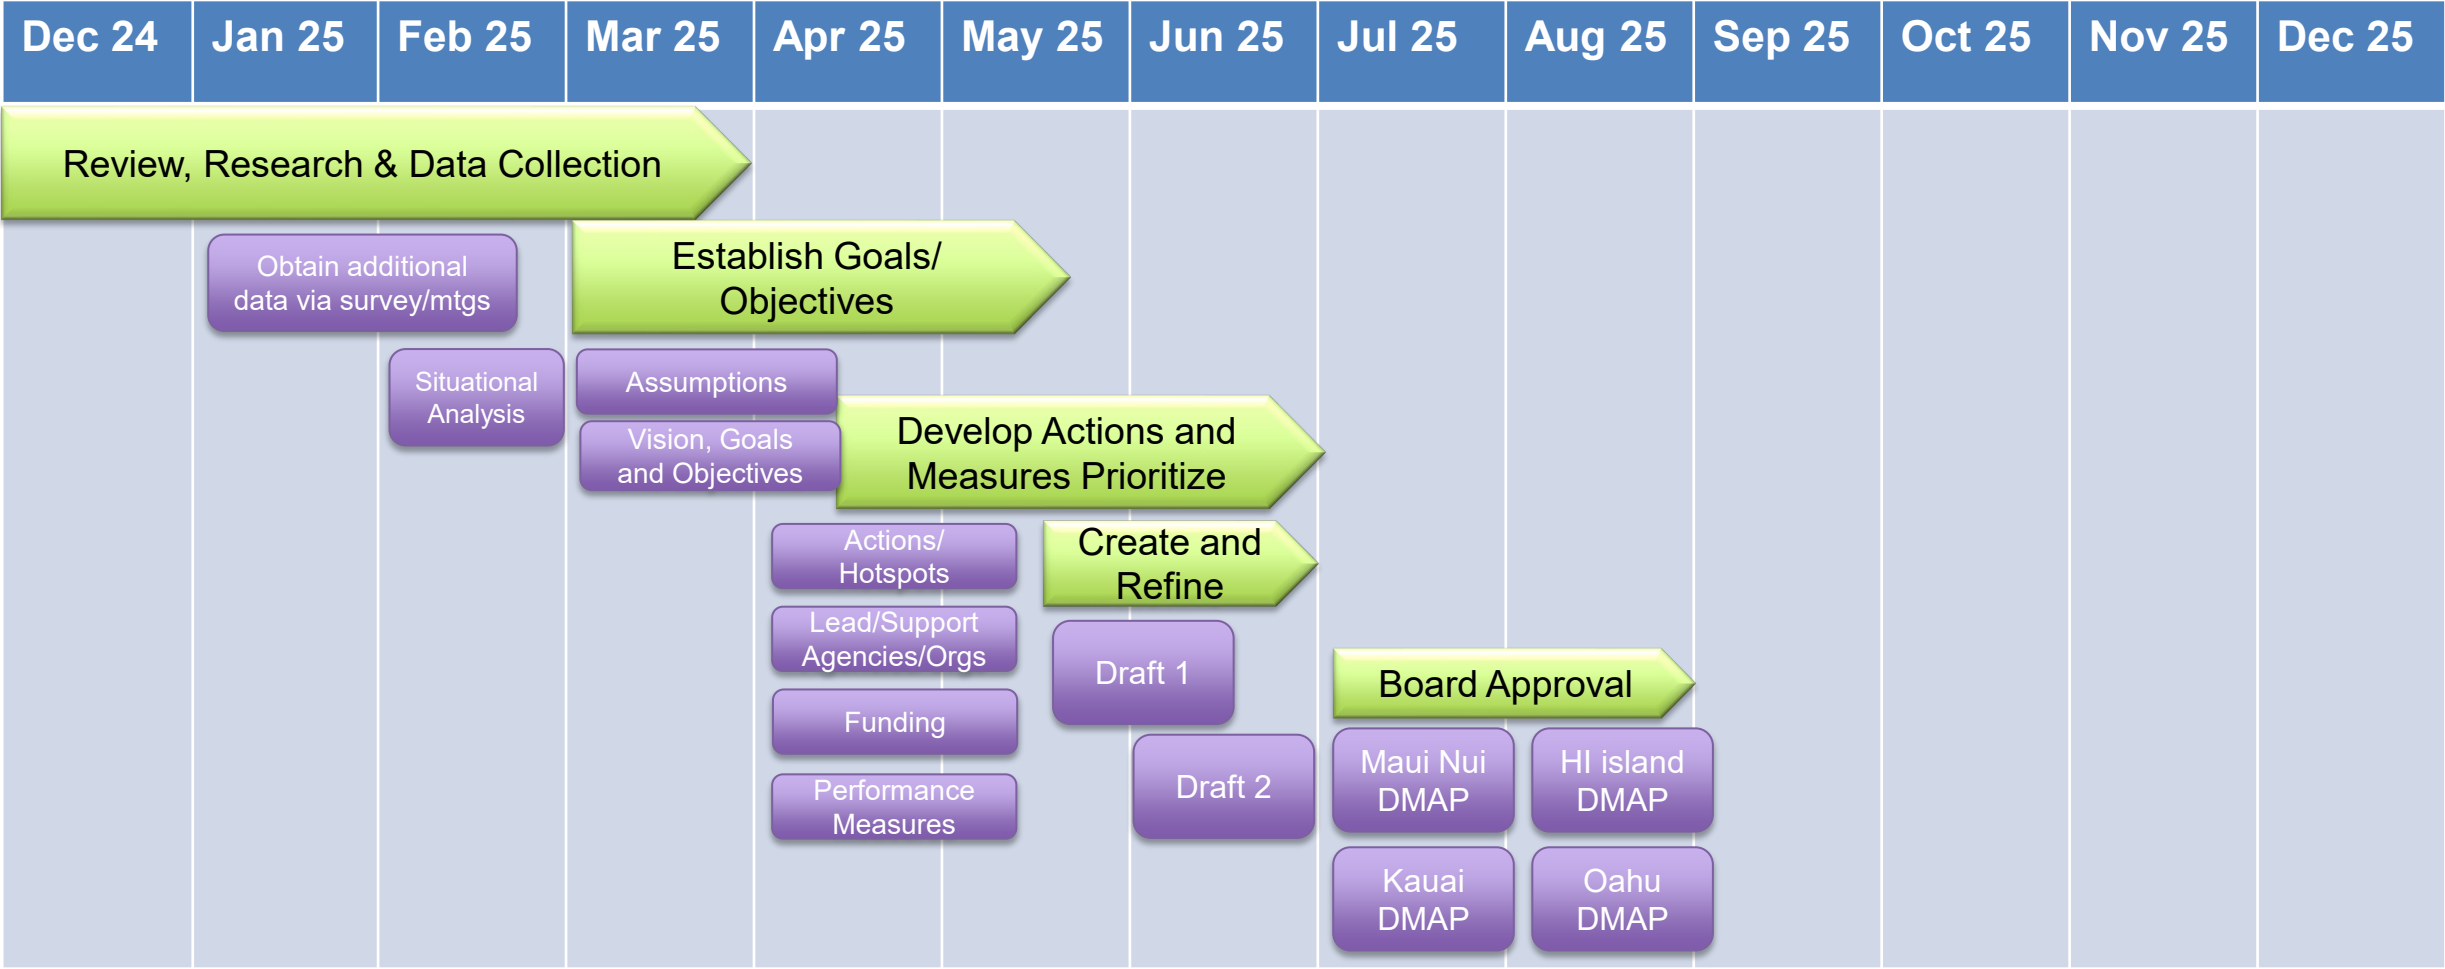 Dec 24
Jan 25
Feb 25
Mar 25
Apr 25
May 25
Jun 25
Jul 25
Aug 25
Sep 25
Oct 25
Nov 25
Dec 25
Review, Research & Data Collection
Obtain additional
data via survey/mtgs
Establish Goals/
Objectives
Situational
Analysis
Assumptions
Vision, Goals
and Objectives
Develop Actions and
Measures Prioritize
Actions/
Hotspots
Lead/Support
Agencies/Orgs
Funding
Performance
Measures
Create and
Refine
Draft 1
Draft 2
Board Approval
Maui Nui
DMAP
HI island
DMAP
Kauai
DMAP
Oahu
DMAP